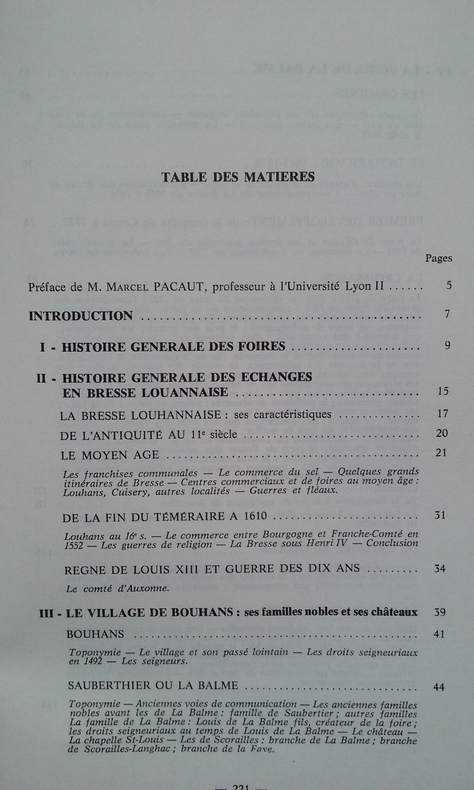 TABLE DES MATIERES
Pages
Préface de M. MARCEL PACAUT, professeur à l'Université Lyon II ...... 5
INTRODUCTION ........................................ 7
I - HISTOIRE GENERALE DES FOIRES ................... 9
II - HISTOIRE GENERALE DES ECHANGES
EN BRESSE LOUANNAISE ........................... 15
LA BRESSE LOUHANNAISE : ses caractéristiques ............ 17
DE L'ANTIQUITÉ AU 11e siècle .......................... 20
LE MOYEN AGE ..................................... 21
Les franchises communales — Le commerce du sel — Quelques grands
itinéraires de Bresse — Centres commerciaux et de foires au moyen âge :
Louhans, Cuisery, autres localités — Guerres et fléaux.
DE LA FIN DU TÉMÉRAIRE A 1610 ..................... 31
Louhans au 16e s. — Le commerce entre Bourgogne et Franche-Comté en
1552 — Les guerres de religion — La Bresse sous Henri IV — Conclusion
REGNE DE LOUIS XIII ET GUERRE DES DIX ANS ......... 34
Le comté d'Auxonne.
III - LE VILLAGE DE BOUHANS : ses familles nobles et ses châteaux 39
BOUHANS .......................................... 41
Toponymie — Le village et son passé lointain — Les droits seigneuriaux
en 1492 — Les seigneurs.
SAUBERTHIER OU LA BALME ......................... 44
Toponymie — Anciennes voies de communication — Les anciennes familles
nobles avant les de La Balme : famille de Saubertier ; autres familles
La famille de La Balme : Louis de La Balme fils, créateur de la foire ;
les droits seigneuriaux au temps de Louis de La Balme — Le château —
La chapelle St-Louis — Les de Scorailles : branche de La Balme ; branche
de Scorailles-Langhac ; branche de la Faye.
— 221 —